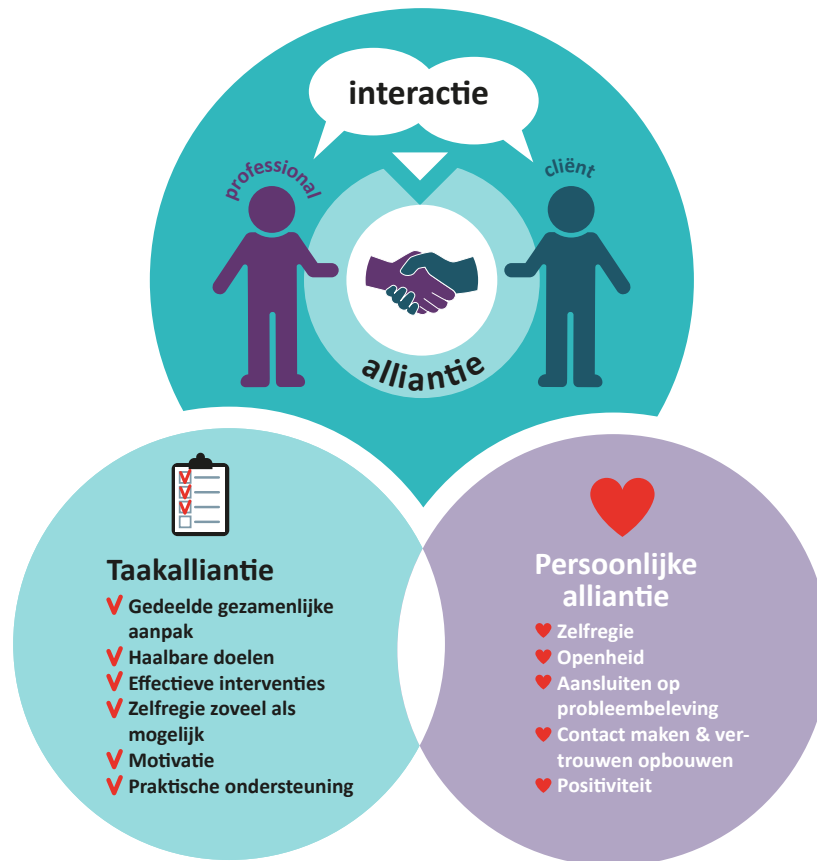 interactie
professional
cliënt
alliantie
Taakalliantie
Gedeelde gezamenlijke
aanpak
Haalbare doelen
Effectieve interventies
Zelfregie zoveel als
mogelijk
Motivatie
Praktische ondersteuning
Persoonlijke
alliantie
Zelfregie
Openheid
Aansluiten op
probleembeleving
Contact maken & ver-
trouwen opbouwen
Positiviteit